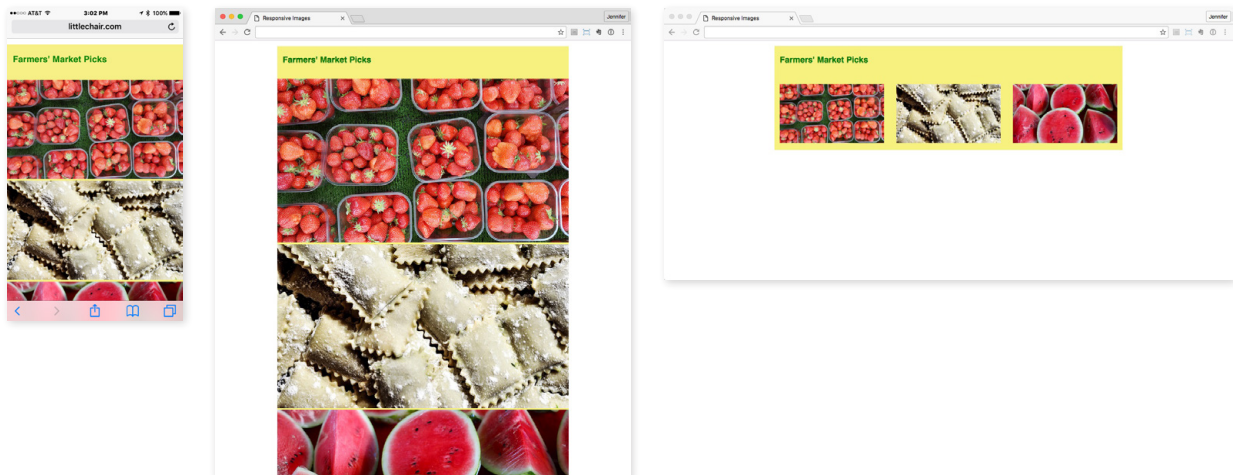 AT&T 3:02 PM 100%
littlechair.com
Farmers' Market Picks
Responsive Images
Jennifer
Farmers' Market Picks
Responsive Images
Jennifer
Farmers' Market Picks